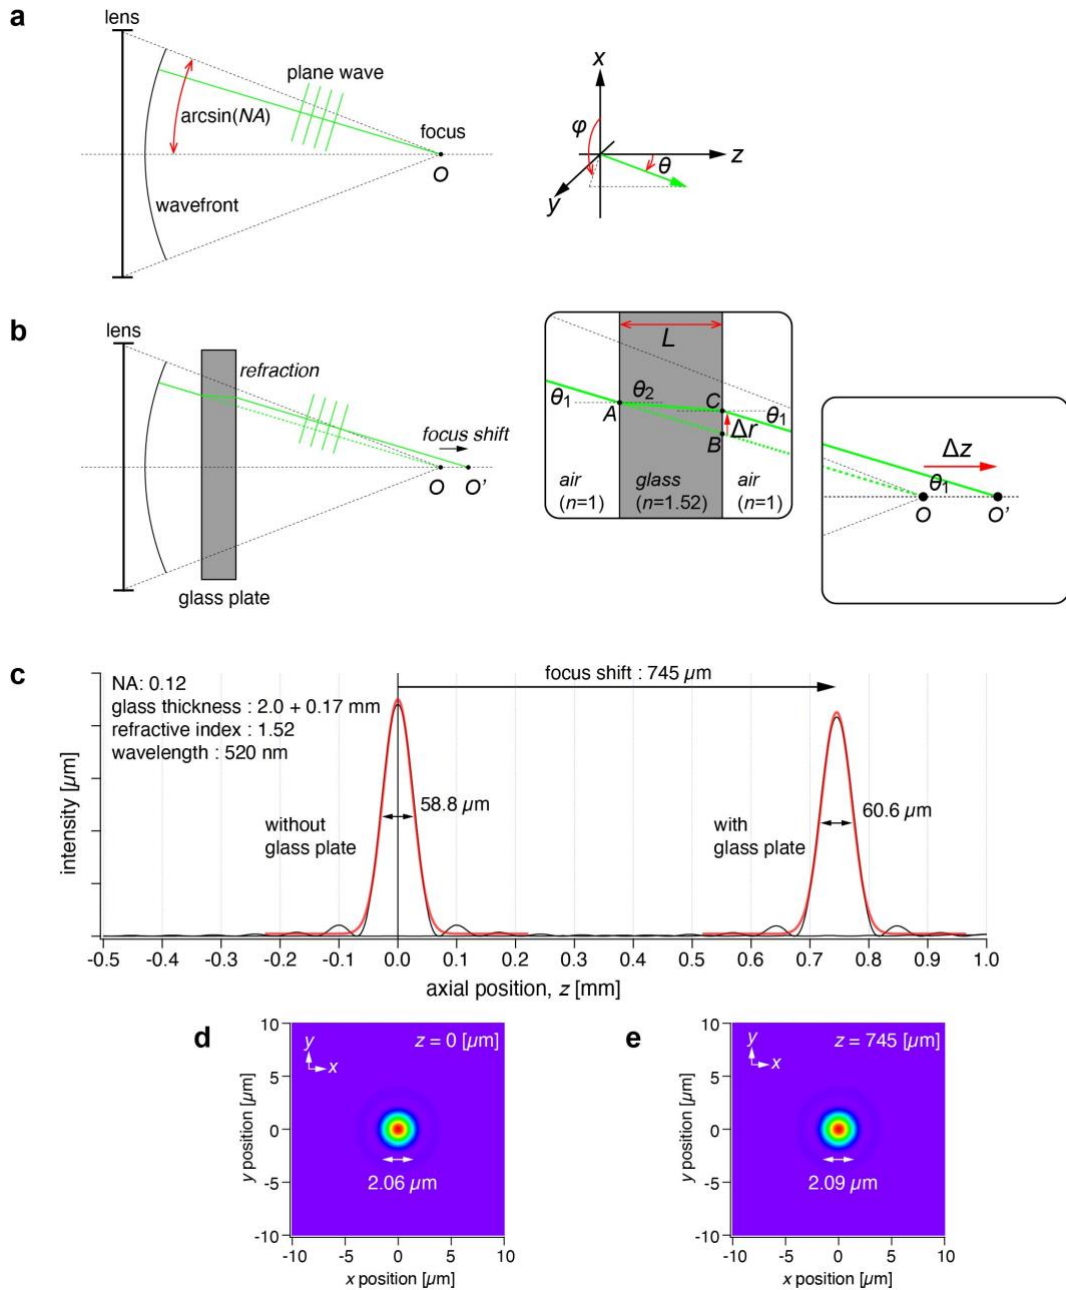 a
lens
plane wave
arcsin(NA)
focus
O
wavefront
x
φ
z
θ
y
b
lens
refraction
focus shift
O O'
glass plate
L
θ1 θ2 C θ1
A Δr
B
air glass air
(n=1) (n=1.52) (n=1)
Δz
θ1
O O'
c
focus shift : 745 µm
NA: 0.12
glass thickness : 2.0 + 0.17 mm
refractive index : 1.52
wavelength : 520 nm
58.8 µm
60.6 µm
without
glass plate
with
glass plate
intensity [µm]
-0.5 -0.4 -0.3 -0.2 -0.1 0.0 0.1 0.2 0.3 0.4 0.5 0.6 0.7 0.8 0.9 1.0
axial position, z [mm]
d
10
5
0
-5
-10
y position [µm]
y
x
z = 0 [µm]
2.06 µm
-10 -5 0 5 10
x position [µm]
e
10
5
0
-5
-10
y position [µm]
y
x
z = 745 [µm]
2.09 µm
-10 -5 0 5 10
x position [µm]